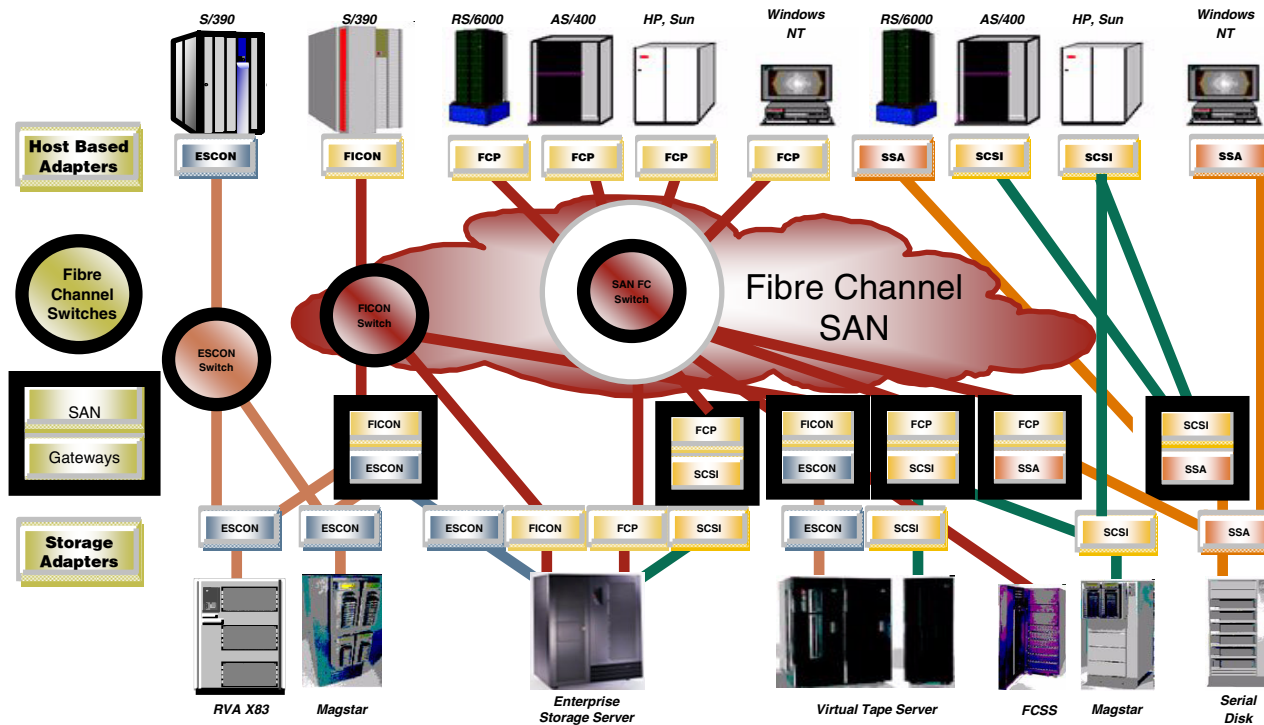 S/390
S/390
RS/6000
AS/400
HP, Sun
Windows
NT
RS/6000
AS/400
HP, Sun
Windows
NT
Host Based
Adapters
ESCON
FICON
FCP
FCP
FCP
FCP
SSA
SCSI
SCSI
SSA
Fibre
Channel
Switches
ESCON
Switch
FICON
Switch
SAN FC
Switch
Fibre Channel
SAN
SAN
Gateways
FICON
ESCON
FCP
SCSI
FICON
ESCON
FCP
SCSI
FCP
SSA
SCSI
SSA
Storage
Adapters
ESCON
ESCON
ESCON
FICON
FCP
SCSI
ESCON
SCSI
SCSI
SSA
RVA X83
Magstar
Enterprise
Storage Server
Virtual Tape Server
FCSS
Magstar
Serial
Disk